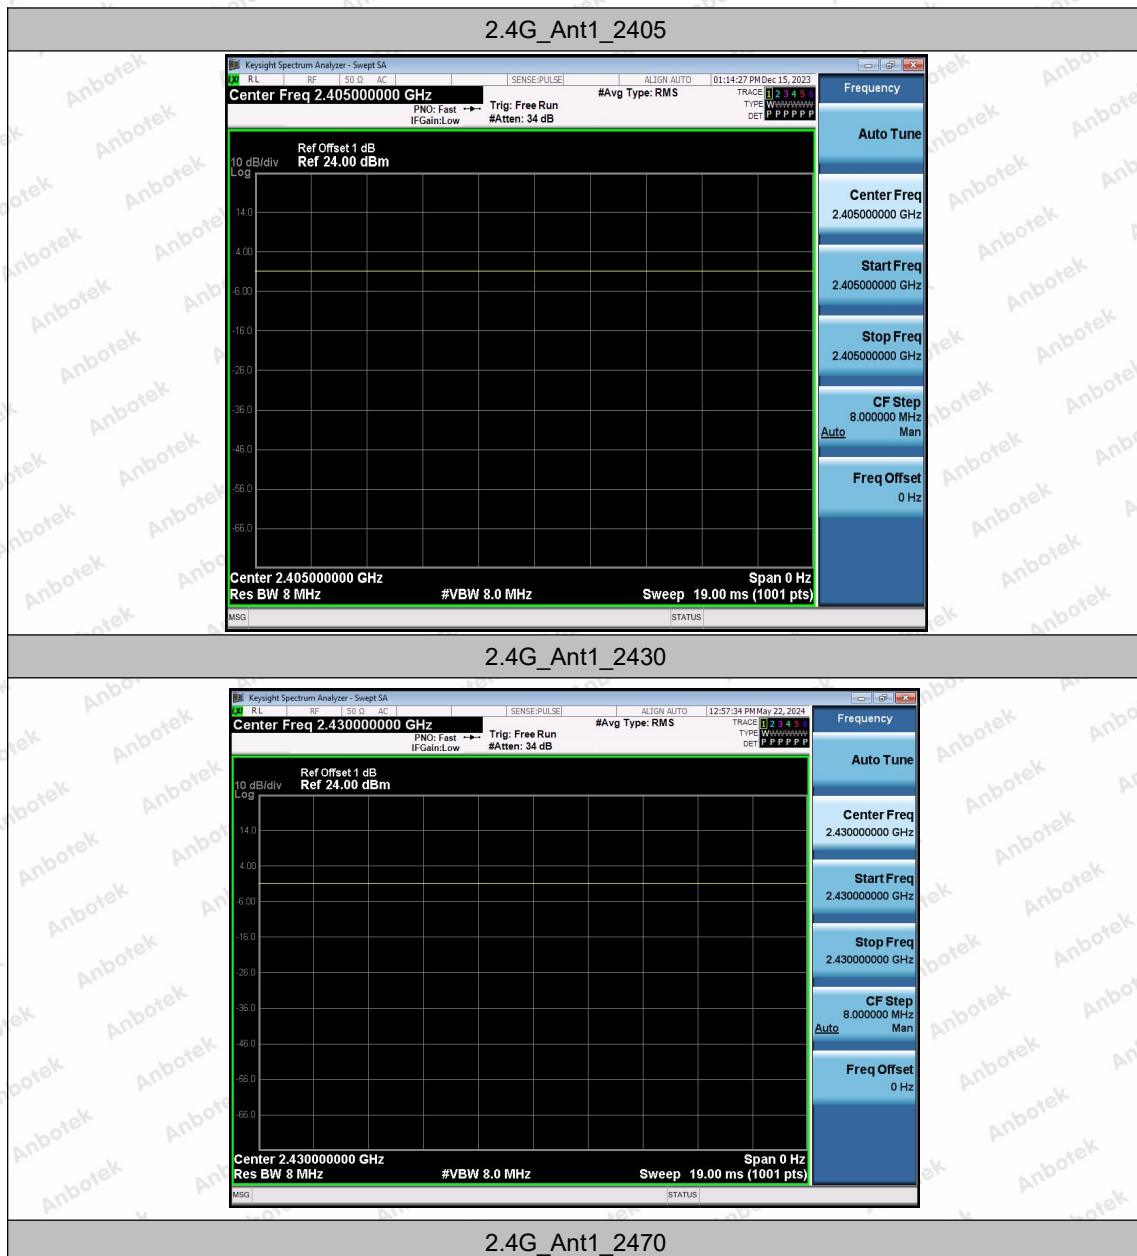 2.4G_Ant1_2405
Keysight Spectrum Analyzer - Swept SA
LXI RL RF 50 Ω AC SENSE:PULSE ALIGN AUTO 01:14:27 PM Dec 15, 2023
Center Freq 2.405000000 GHz
PNO: Fast
IFGain:Low
Trig: Free Run
#Atten: 34 dB
#Avg Type: RMS
TRACE 1 2 3 4 5 6
TYPE WWWWWW
DET P P P P P P
Ref Offset 1 dB
10 dB/div Ref 24.00 dBm
Log
14.0
4.00
-6.00
-16.0
-26.0
-36.0
-46.0
-56.0
-66.0
Center 2.405000000 GHz Span 0 Hz
Res BW 8 MHz #VBW 8.0 MHz Sweep 19.00 ms (1001 pts)
MSG STATUS
Frequency
Auto Tune
Center Freq
2.405000000 GHz
Start Freq
2.405000000 GHz
Stop Freq
2.405000000 GHz
CF Step
8.000000 MHz
Auto Man
Freq Offset
0 Hz
2.4G_Ant1_2430
Keysight Spectrum Analyzer - Swept SA
LXI RL RF 50 Ω AC SENSE:PULSE ALIGN AUTO 12:57:34 PM May 22, 2024
Center Freq 2.430000000 GHz
PNO: Fast
IFGain:Low
Trig: Free Run
#Atten: 34 dB
#Avg Type: RMS
TRACE 1 2 3 4 5 6
TYPE WWWWWW
DET P P P P P P
Ref Offset 1 dB
10 dB/div Ref 24.00 dBm
Log
14.0
4.00
-6.00
-16.0
-26.0
-36.0
-46.0
-56.0
-66.0
Center 2.430000000 GHz Span 0 Hz
Res BW 8 MHz #VBW 8.0 MHz Sweep 19.00 ms (1001 pts)
MSG STATUS
Frequency
Auto Tune
Center Freq
2.430000000 GHz
Start Freq
2.430000000 GHz
Stop Freq
2.430000000 GHz
CF Step
8.000000 MHz
Auto Man
Freq Offset
0 Hz
2.4G_Ant1_2470
Anbotek